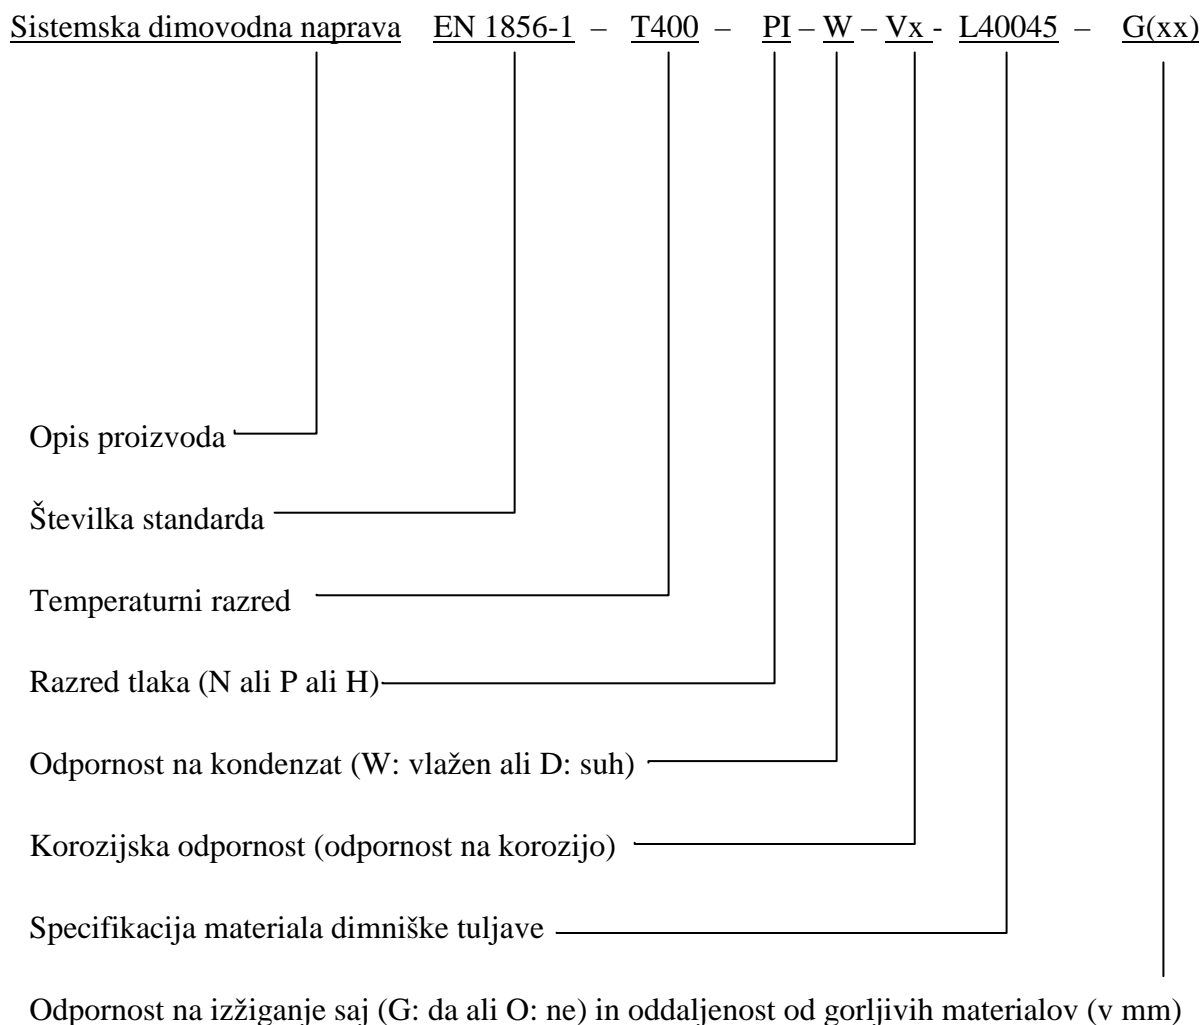 Sistemska dimovodna naprava EN 1856-1 – T400 – PI – W – Vx - L40045 – G(xx)
Opis proizvoda
Številka standarda
Temperaturni razred
Razred tlaka (N ali P ali H)
Odpornost na kondenzat (W: vlažen ali D: suh)
Korozijska odpornost (odpornost na korozijo)
Specifikacija materiala dimniške tuljave
Odpornost na izžiganje saj (G: da ali O: ne) in oddaljenost od gorljivih materialov (v mm)